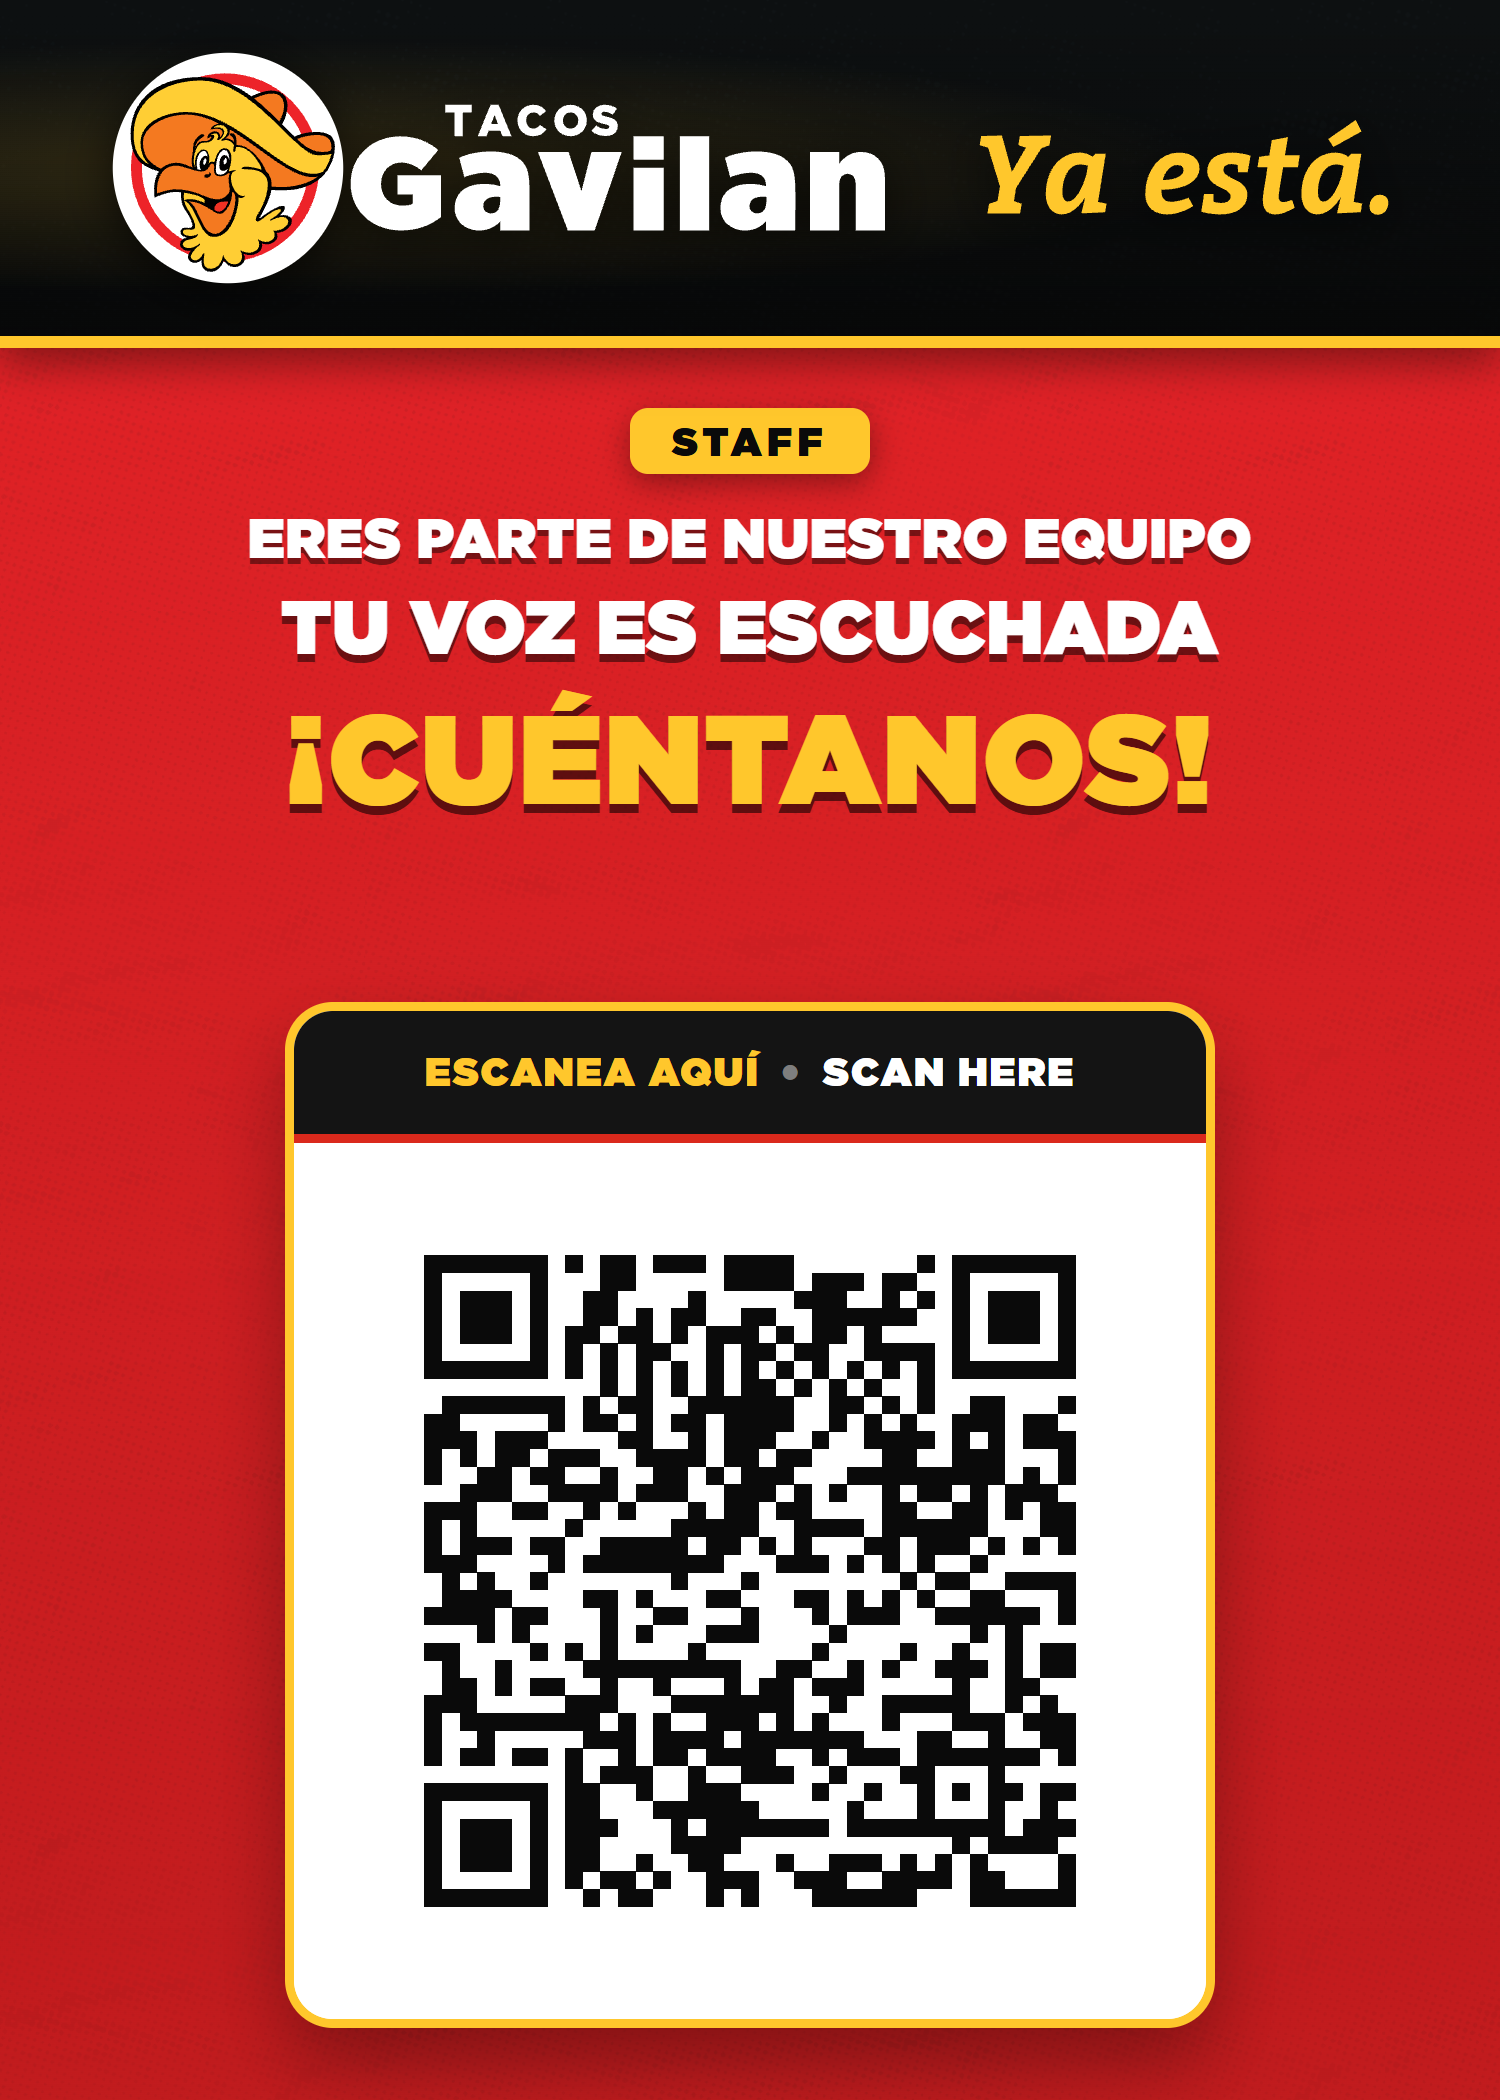 TACOS
Gavilan
Ya está.
STAFF
ERES PARTE DE NUESTRO EQUIPO
TU VOZ ES ESCUCHADA
¡CUÉNTANOS!
ESCANEA AQUÍ • SCAN HERE